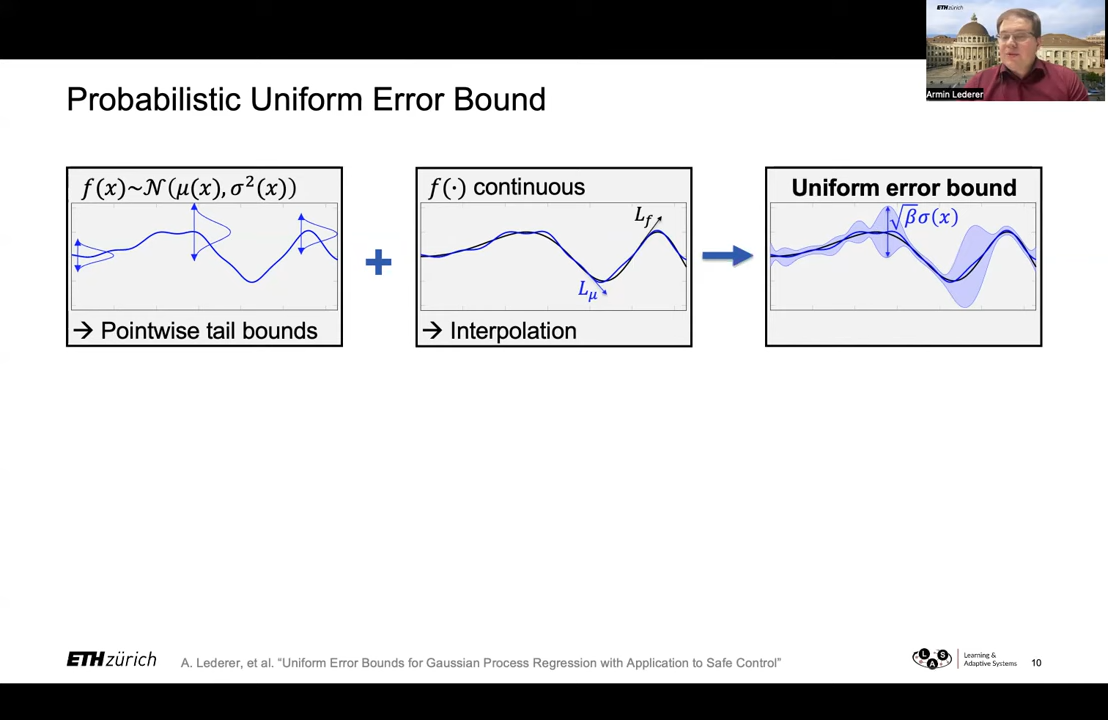 ETH zürich
Armin Lederer
Probabilistic Uniform Error Bound
f(x)~𝒩(μ(x), σ²(x))
→ Pointwise tail bounds
+
f(·) continuous
L_f
L_μ
→ Interpolation
Uniform error bound
√βσ(x)
ETH zürich
A. Lederer, et al. “Uniform Error Bounds for Gaussian Process Regression with Application to Safe Control”
L A S
Learning &
Adaptive Systems
10